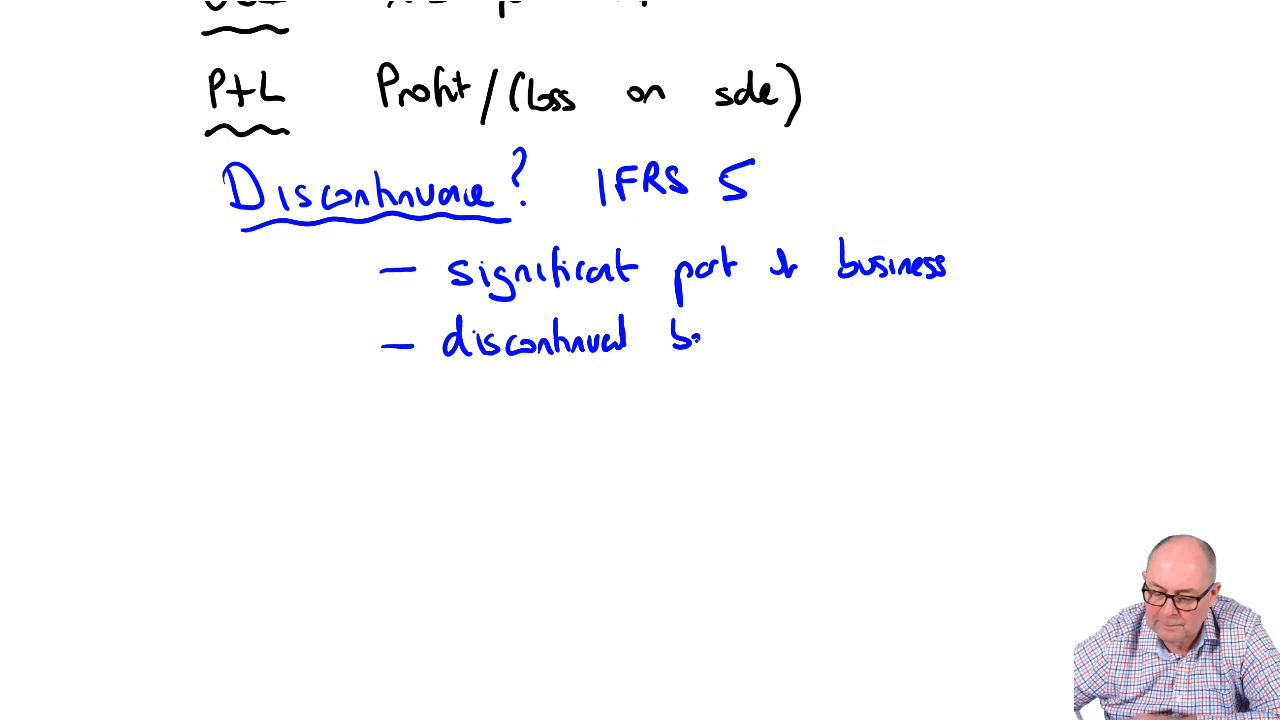 P+L Profit/(loss on sale)
Discontinuance? IFRS 5
— significant part of business
— discontinued b